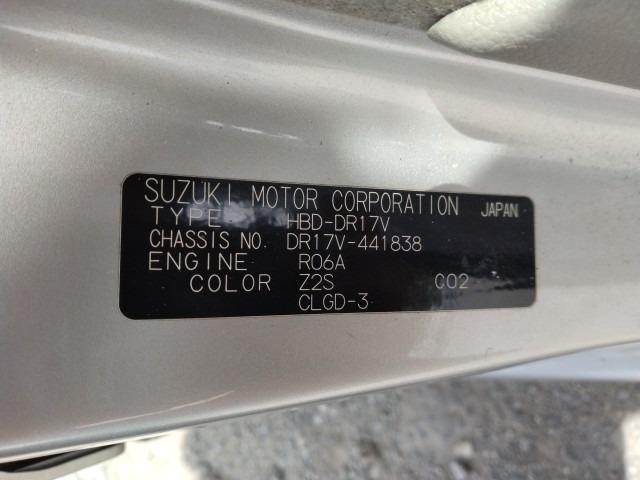 SUZUKI MOTOR CORPORATION JAPAN
TYPE HBD-DR17V
CHASSIS NO. DR17V-441838
ENGINE R06A
COLOR Z2S C02
CLGD-3